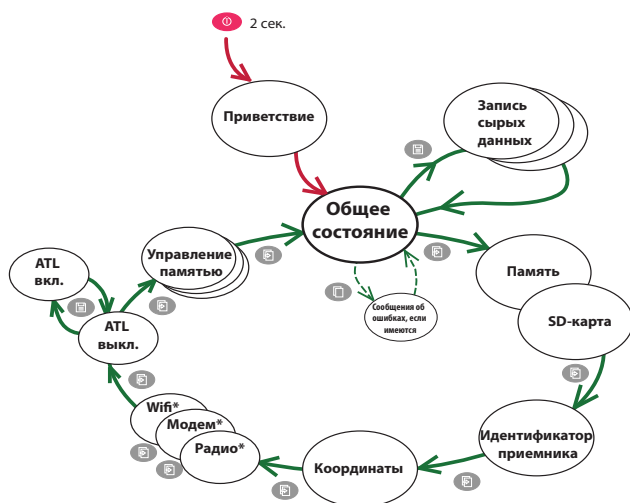 2 сек.
Приветствие
Запись
сырых
данных
Общее
состояние
Управление
памятью
ATL
вкл.
Память
Сообщения об
ошибках, если
имеются
SD-карта
ATL
выкл.
Wifi*
Модем*
Радио*
Координаты
Идентификатор
приемника